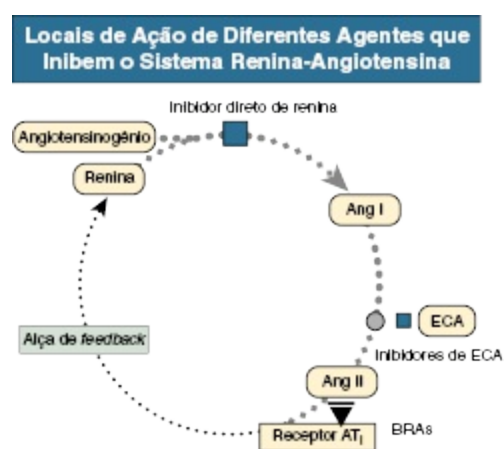 Locais de Ação de Diferentes Agentes que
Inibem o Sistema Renina-Angiotensina
Inibidor direto de renina
Angiotensinogênio
Renina
Ang I
ECA
Inibidores de ECA
Alça de feedback
Ang II
BRAs
Receptor AT₁